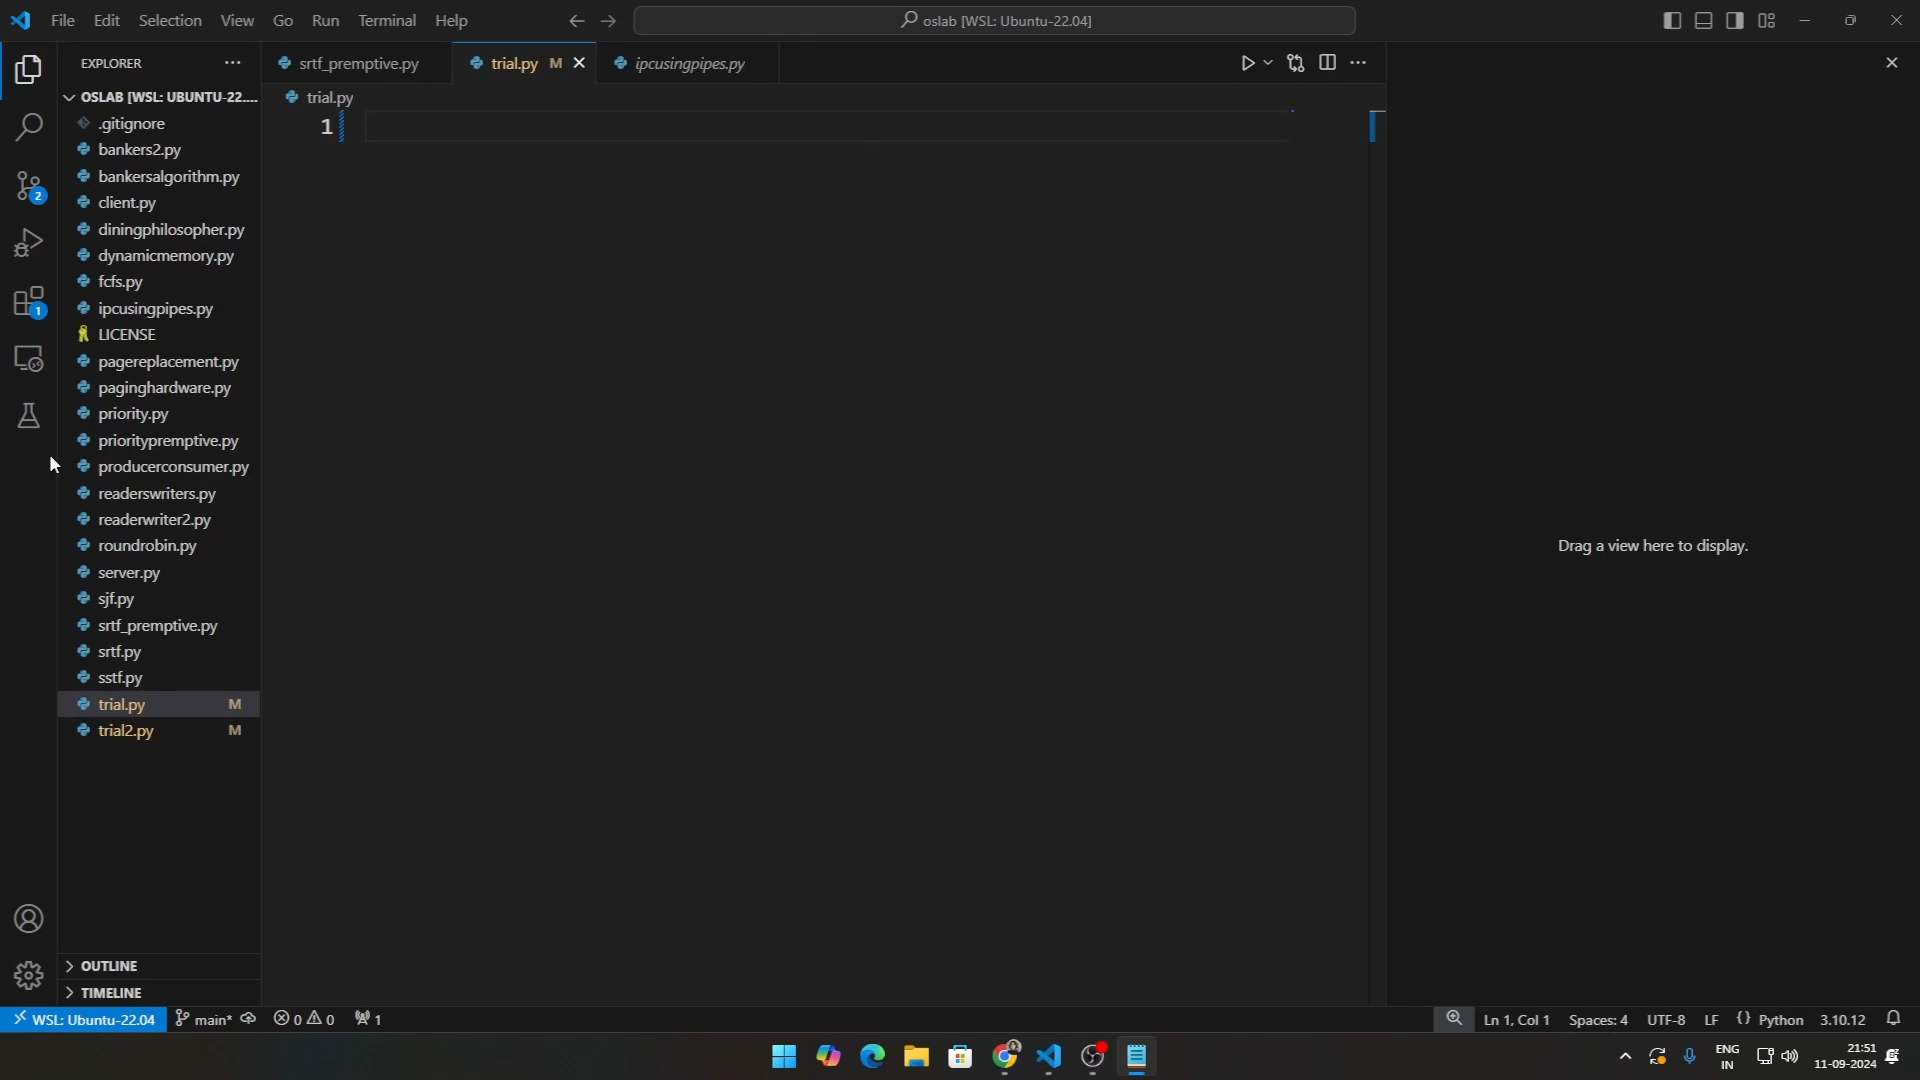 File Edit Selection View Go Run Terminal Help
oslab [WSL: Ubuntu-22.04]
EXPLORER
srtf_premptive.py
trial.py M
ipcusingpipes.py
OSLAB [WSL: UBUNTU-22....
trial.py
1
.gitignore
bankers2.py
bankersalgorithm.py
client.py
2
diningphilosopher.py
dynamicmemory.py
fcfs.py
ipcusingpipes.py
1
LICENSE
pagereplacement.py
paginghardware.py
priority.py
prioritypremptive.py
producerconsumer.py
readerswriters.py
readerwriter2.py
roundrobin.py
server.py
sjf.py
srtf_premptive.py
srtf.py
sstf.py
trial.py M
trial2.py M
Drag a view here to display.
OUTLINE
TIMELINE
WSL: Ubuntu-22.04 main* 0 0 1
Ln 1, Col 1 Spaces: 4 UTF-8 LF {} Python 3.10.12
ENG
IN
21:51
11-09-2024